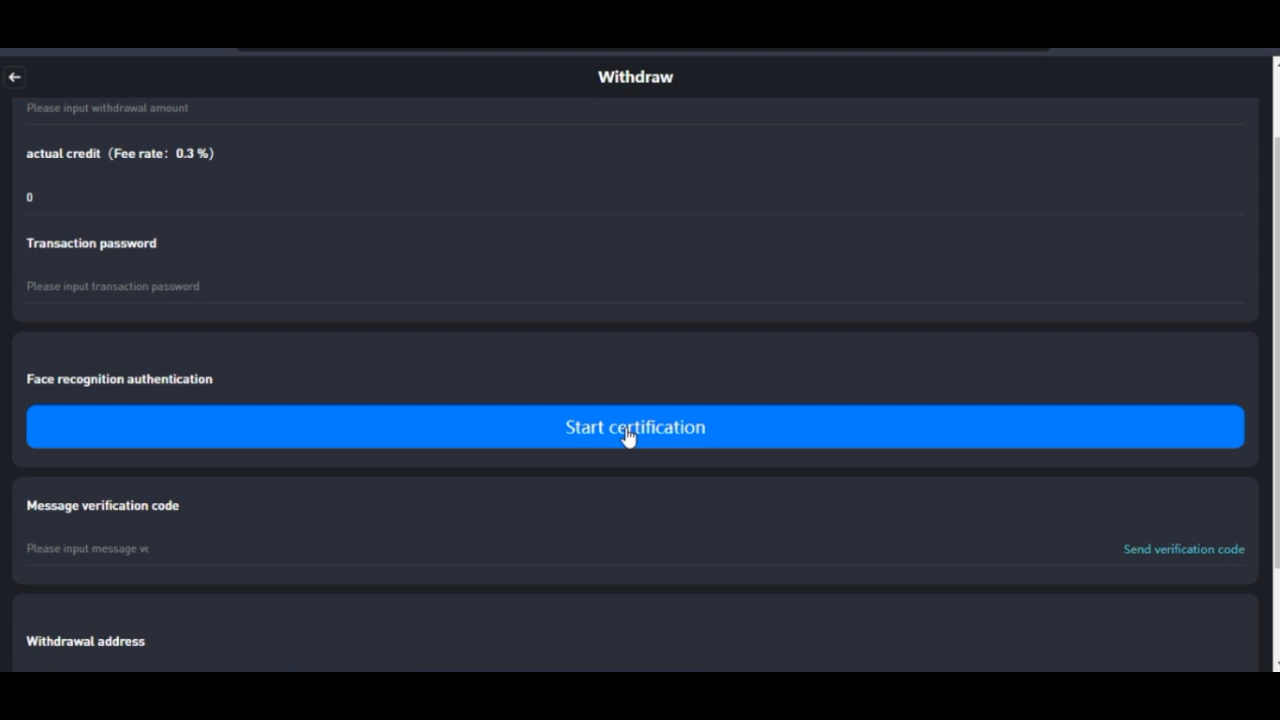 Withdraw
Please input withdrawal amount
actual credit（Fee rate：0.3 %）
0
Transaction password
Please input transaction password
Face recognition authentication
Start certification
Message verification code
Please input message ve
Send verification code
Withdrawal address